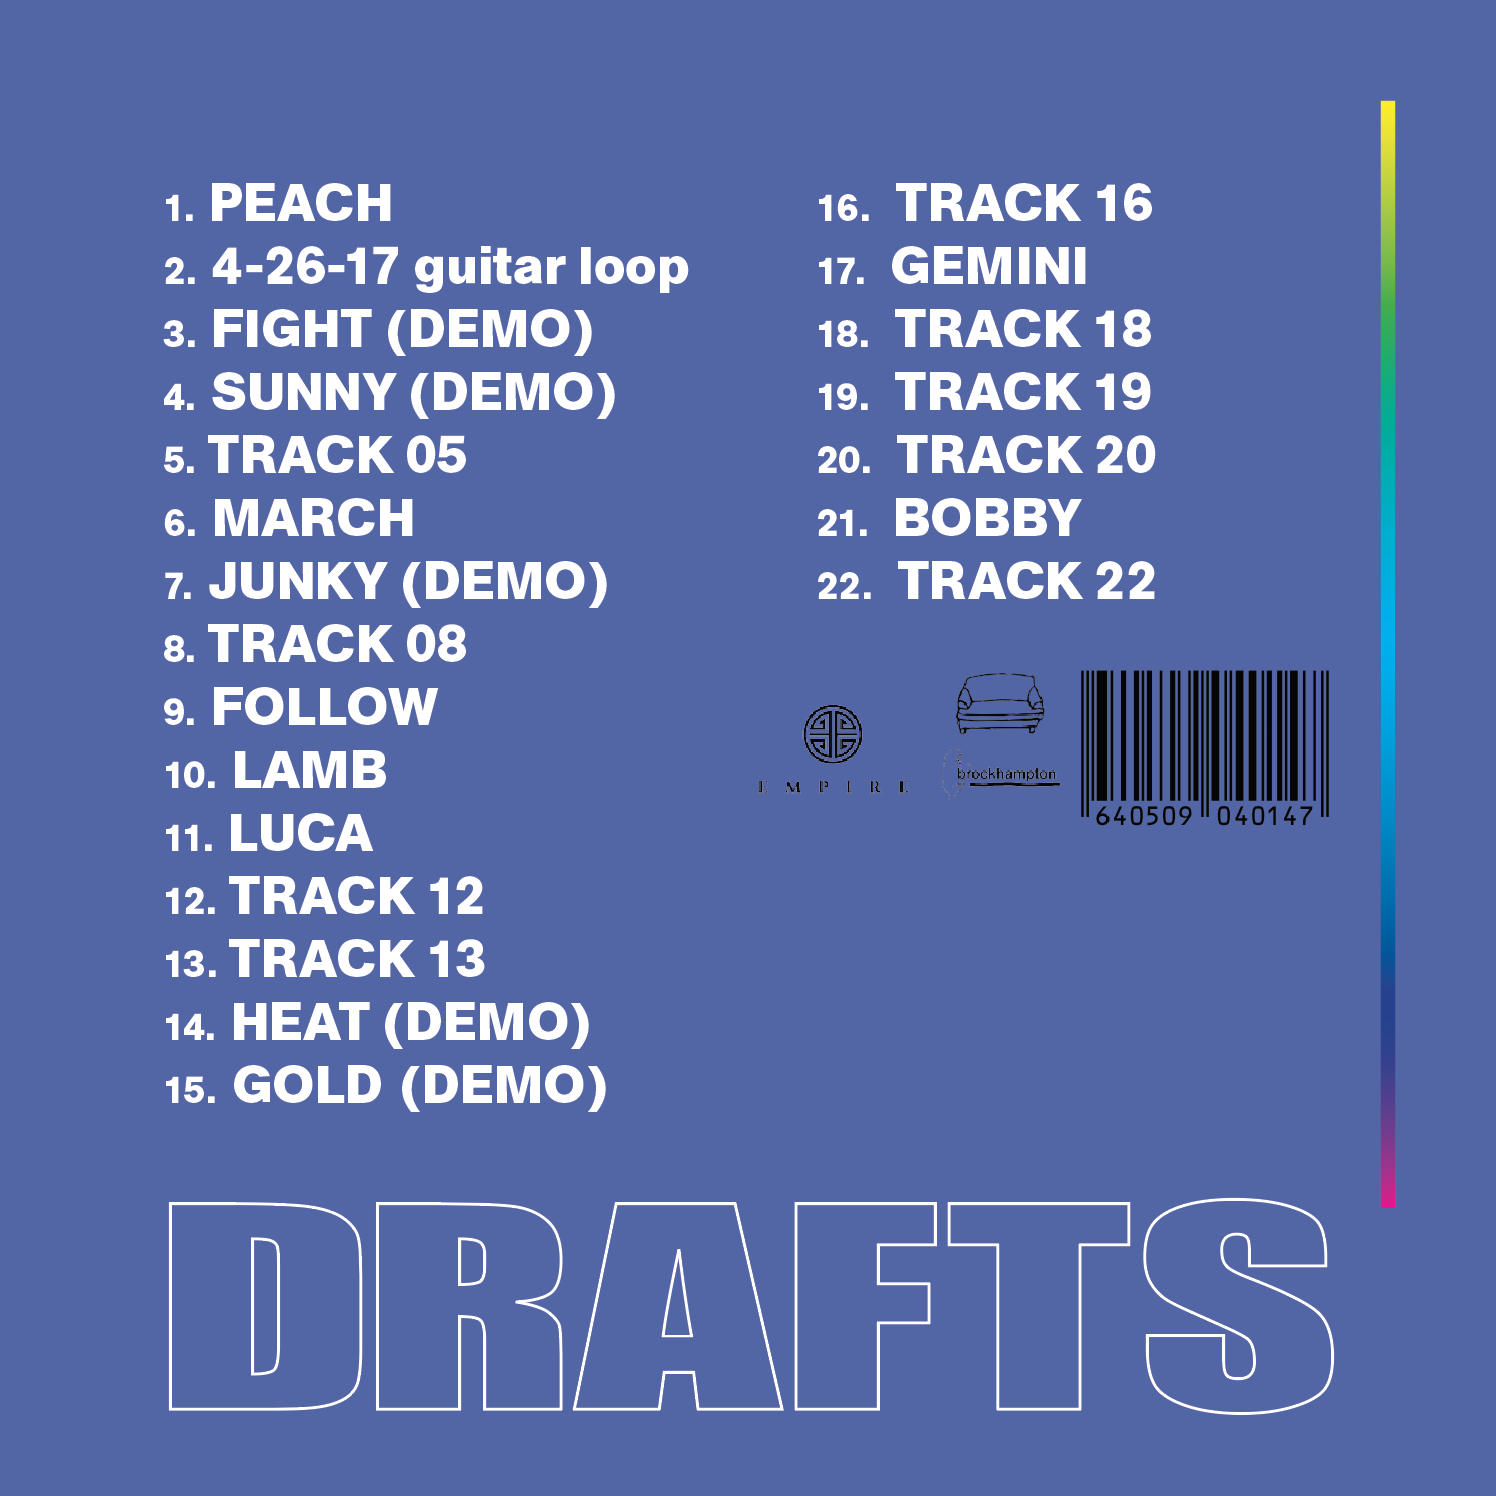 1. PEACH
2. 4-26-17 guitar loop
3. FIGHT (DEMO)
4. SUNNY (DEMO)
5. TRACK 05
6. MARCH
7. JUNKY (DEMO)
8. TRACK 08
9. FOLLOW
10. LAMB
11. LUCA
12. TRACK 12
13. TRACK 13
14. HEAT (DEMO)
15. GOLD (DEMO)
16. TRACK 16
17. GEMINI
18. TRACK 18
19. TRACK 19
20. TRACK 20
21. BOBBY
22. TRACK 22
EMPIRE
brockhampton
640509 040147
DRAFTS